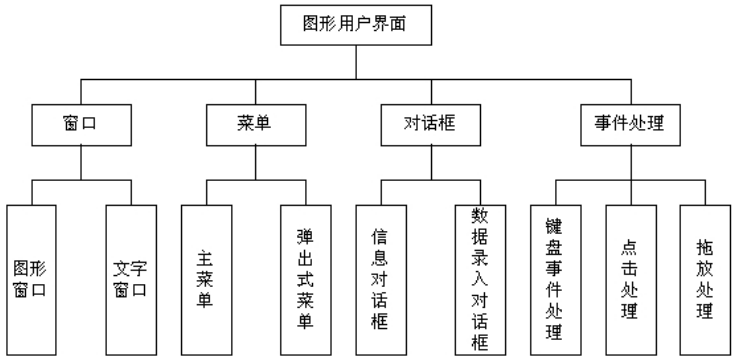 图形用户界面
窗口
菜单
对话框
事件处理
图形
窗口
文字
窗口
主菜单
弹出式菜单
信息对话框
数据录入对话框
键盘事件处理
点击处理
拖放处理